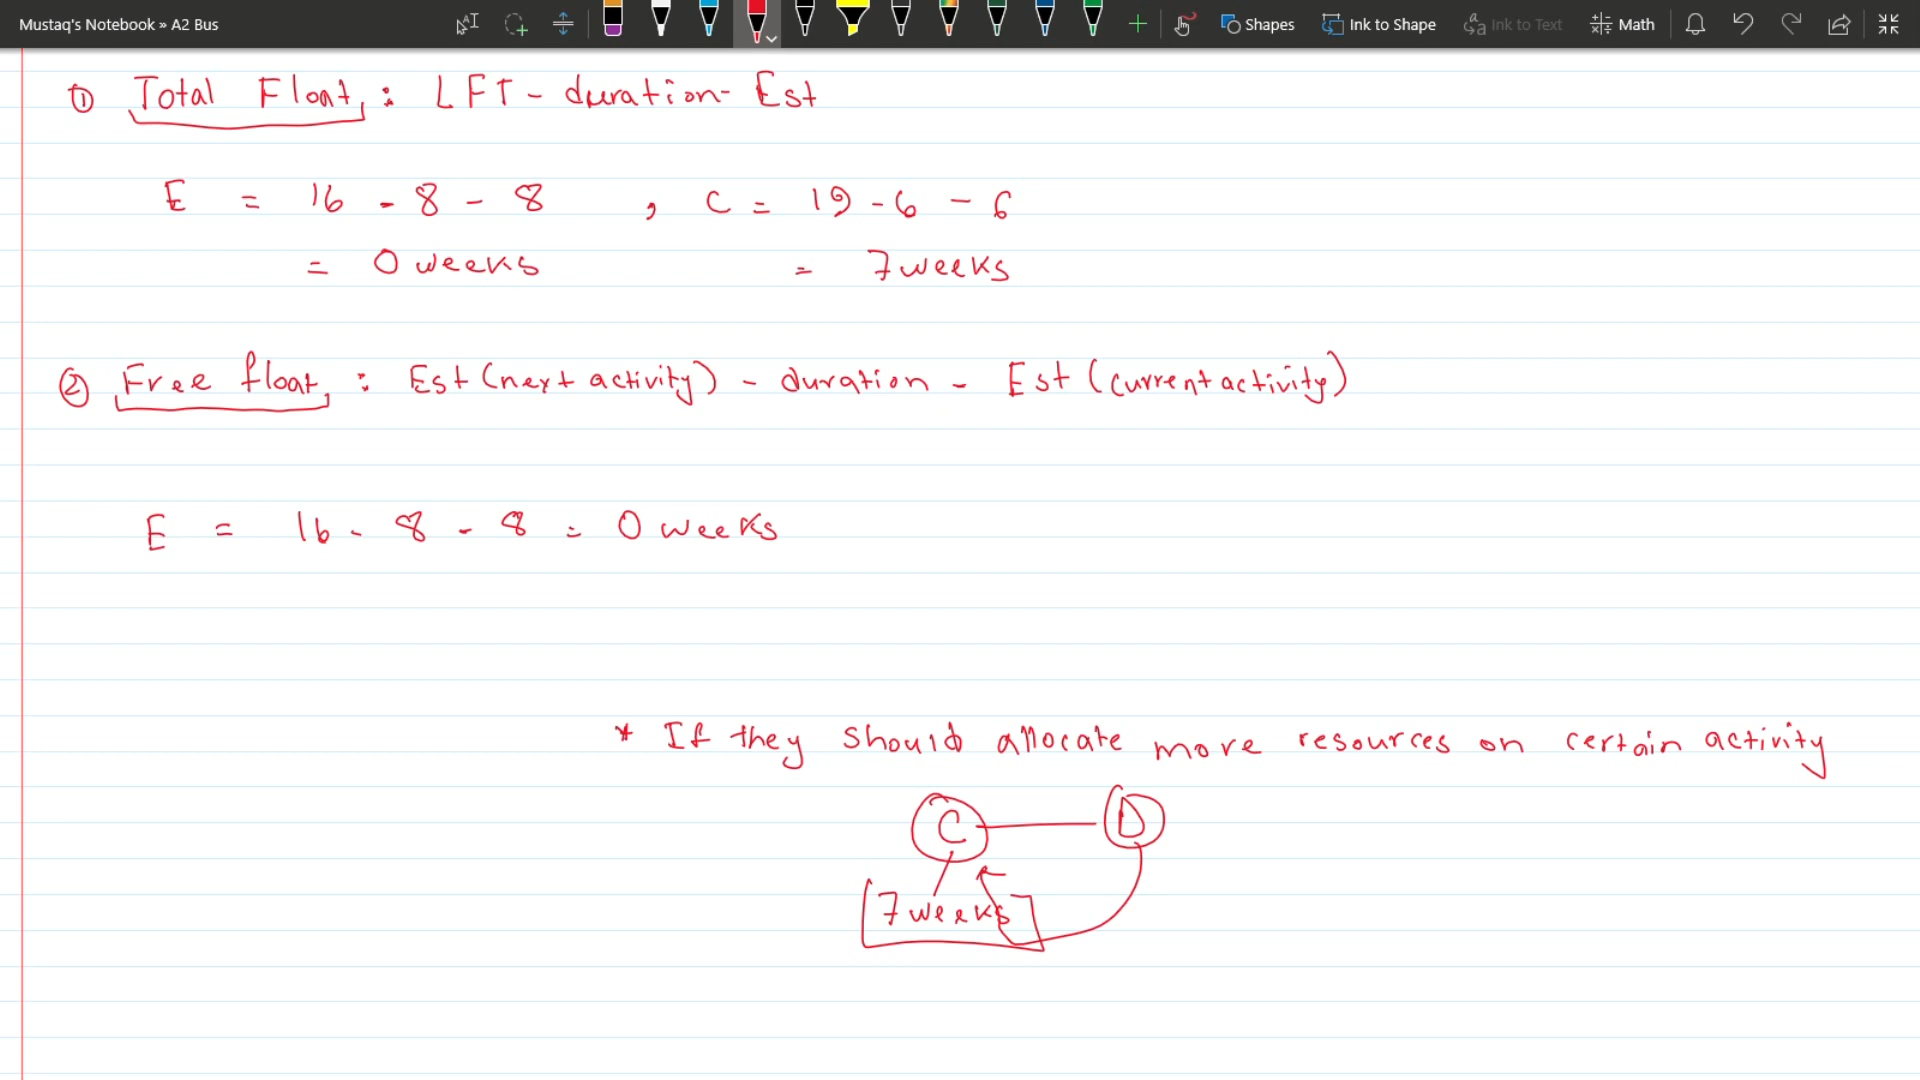 Mustaq's Notebook » A2 Bus
Shapes Ink to Shape Ink to Text Math
① Total Float : LFT - duration - Est
E = 16 - 8 - 8 , C = 19 - 6 - 6
= 0 weeks = 7 weeks
② Free float : Est (next activity) - duration - Est (current activity)
E = 16 - 8 - 8 = 0 weeks
* If they should allocate more resources on certain activity
C D
7 weeks